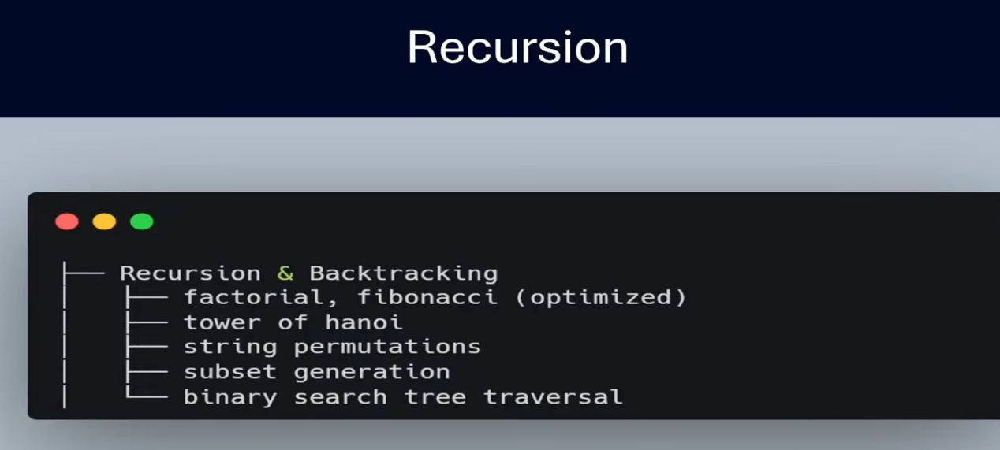 Recursion
├── Recursion & Backtracking
│   ├── factorial, fibonacci (optimized)
│   ├── tower of hanoi
│   ├── string permutations
│   ├── subset generation
│   └── binary search tree traversal